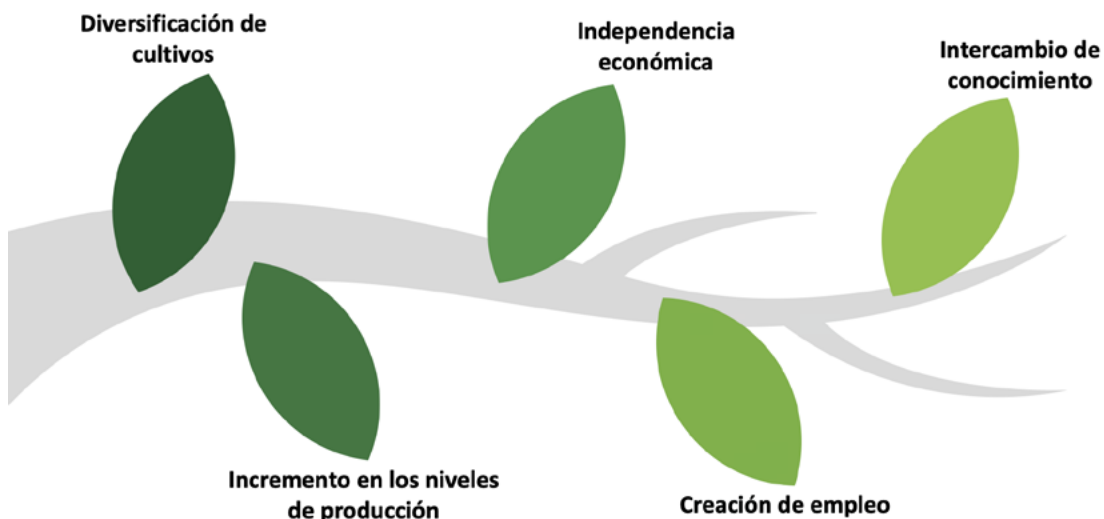 Diversificación de
cultivos
Independencia
económica
Intercambio de
conocimiento
Incremento en los niveles
de producción
Creación de empleo